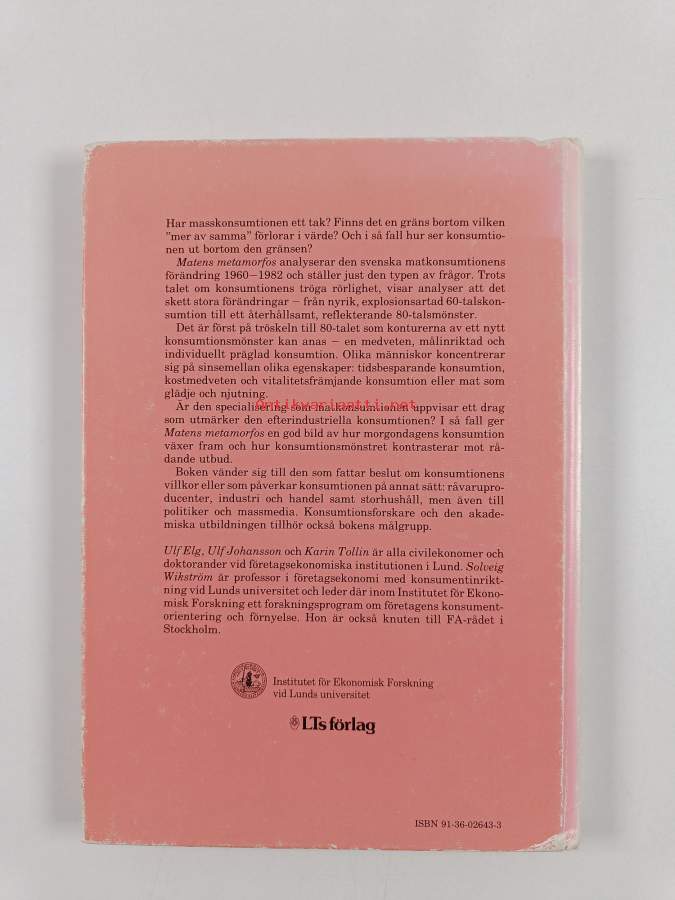 Har masskonsumtionen ett tak? Finns det en gräns bortom vilken
"mer av samma" förlorar i värde? Och i så fall hur ser konsumtio-
nen ut bortom den gränsen?
Matens metamorfos analyserar den svenska matkonsumtionens
förändring 1960–1982 och ställer just den typen av frågor. Trots
talet om konsumtionens tröga rörlighet, visar analyser att det
skett stora förändringar – från nyrik, explosionsartad 60-talskon-
sumtion till ett återhållsamt, reflekterande 80-talsmönster.
Det är först på tröskeln till 80-talet som konturerna av ett nytt
konsumtionsmönster kan anas – en medveten, målinriktad och
individuellt präglad konsumtion. Olika människor koncentrerar
sig på sinsemellan olika egenskaper: tidsbesparande konsumtion,
kostmedveten och vitalitetsfrämjande konsumtion eller mat som
glädje och njutning.
Är den specialisering som matkonsumtionen uppvisar ett drag
som utmärker den efterindustriella konsumtionen? I så fall ger
Matens metamorfos en god bild av hur morgondagens konsumtion
växer fram och hur konsumtionsmönstret kontrasterar mot rå-
dande utbud.
Boken vänder sig till den som fattar beslut om konsumtionens
villkor eller som påverkar konsumtionen på annat sätt: råvarupro-
ducenter, industri och handel samt storhushåll, men även till
politiker och massmedia. Konsumtionsforskare och den akade-
miska utbildningen tillhör också bokens målgrupp.
Ulf Elg, Ulf Johansson och Karin Tollin är alla civilekonomer och
doktorander vid företagsekonomiska institutionen i Lund. Solveig
Wikström är professor i företagsekonomi med konsumentinrikt-
ning vid Lunds universitet och leder där inom Institutet för Ekono-
misk Forskning ett forskningsprogram om företagens konsument-
orientering och förnyelse. Hon är också knuten till FA-rådet i
Stockholm.
Institutet för Ekonomisk Forskning
vid Lunds universitet
LTs förlag
ISBN 91-36-02643-3
Antikvariaatti.net